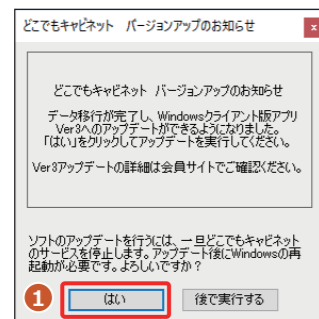 どこでもキャビネット　バージョンアップのお知らせ
x
どこでもキャビネット　バージョンアップのお知らせ
データ移行が完了し、Windowsクライアント版アプリ
Ver3へのアップデートができるようになりました。
「はい」をクリックしてアップデートを実行してください。
Ver3アップデートの詳細は会員サイトでご確認ください。
ソフトのアップデートを行うには、一旦どこでもキャビネット
のサービスを停止します。アップデート後にWindowsの再
起動が必要です。よろしいですか？
1 はい 後で実行する